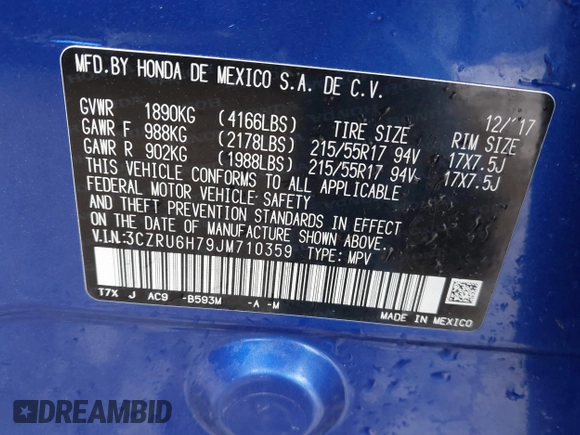 MFD.BY HONDA DE MEXICO S.A. DE C.V.
GVWR 1890KG (4166LBS) TIRE SIZE 12/'17 RIM SIZE
GAWR F 988KG (2178LBS) 215/55R17 94V 17X7.5J
GAWR R 902KG (1988LBS) 215/55R17 94V 17X7.5J
THIS VEHICLE CONFORMS TO ALL APPLICABLE
FEDERAL MOTOR VEHICLE SAFETY
AND THEFT PREVENTION STANDARDS IN EFFECT
ON THE DATE OF MANUFACTURE SHOWN ABOVE.
V.I.N:3CZRU6H79JM710359 TYPE: MPV
T7X J AC9 -B593M -A -M
MADE IN MEXICO
DREAMBID